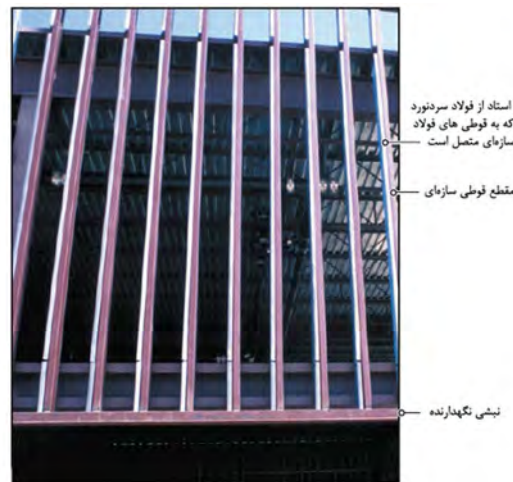 استاد از فولاد سردنورد
که به قوطی های فولاد
سازه‌ای متصل است
مقطع قوطی سازه‌ای
نبشی نگهدارنده